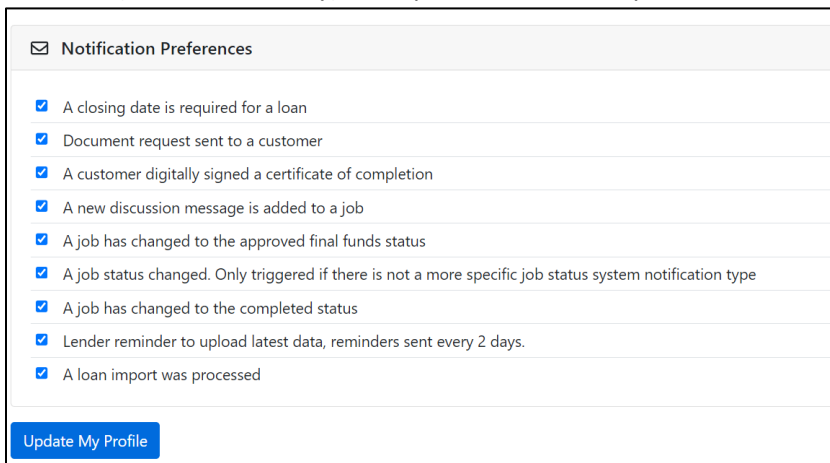 Notification Preferences
A closing date is required for a loan
Document request sent to a customer
A customer digitally signed a certificate of completion
A new discussion message is added to a job
A job has changed to the approved final funds status
A job status changed. Only triggered if there is not a more specific job status system notification type
A job has changed to the completed status
Lender reminder to upload latest data, reminders sent every 2 days.
A loan import was processed
Update My Profile